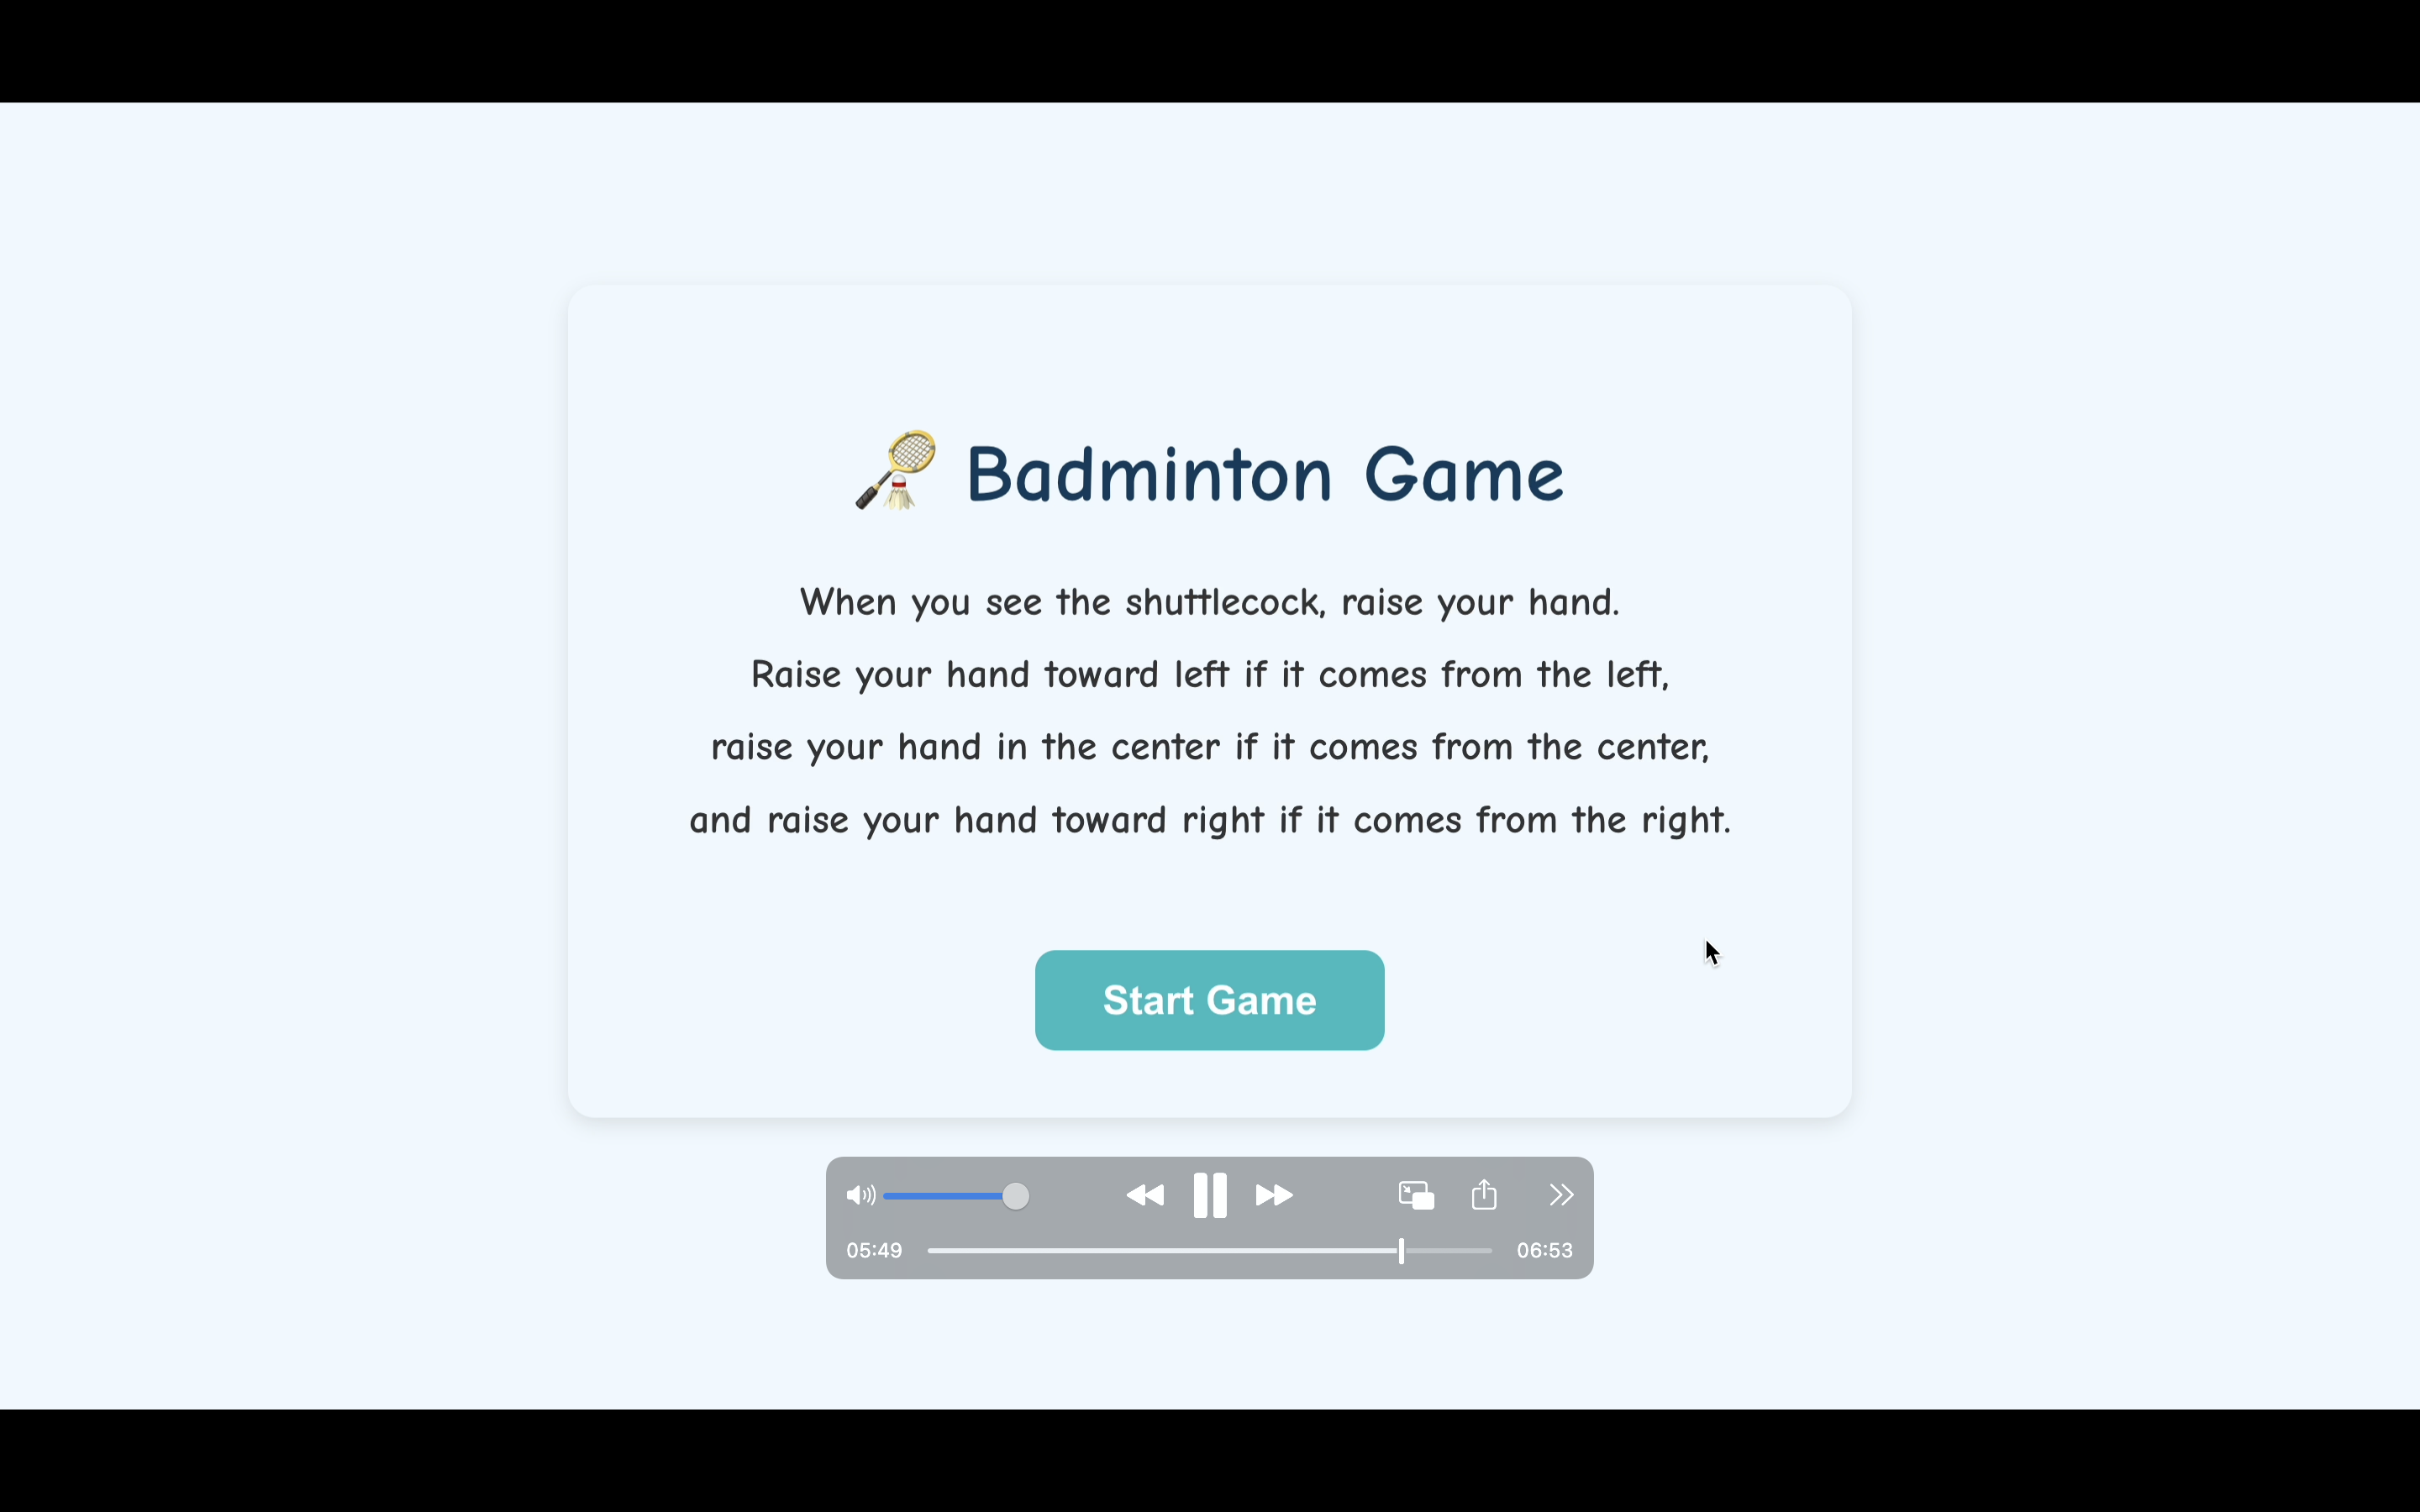 Badminton Game
When you see the shuttlecock, raise your hand.
Raise your hand toward left if it comes from the left,
raise your hand in the center if it comes from the center,
and raise your hand toward right if it comes from the right.
Start Game
05:49
06:53